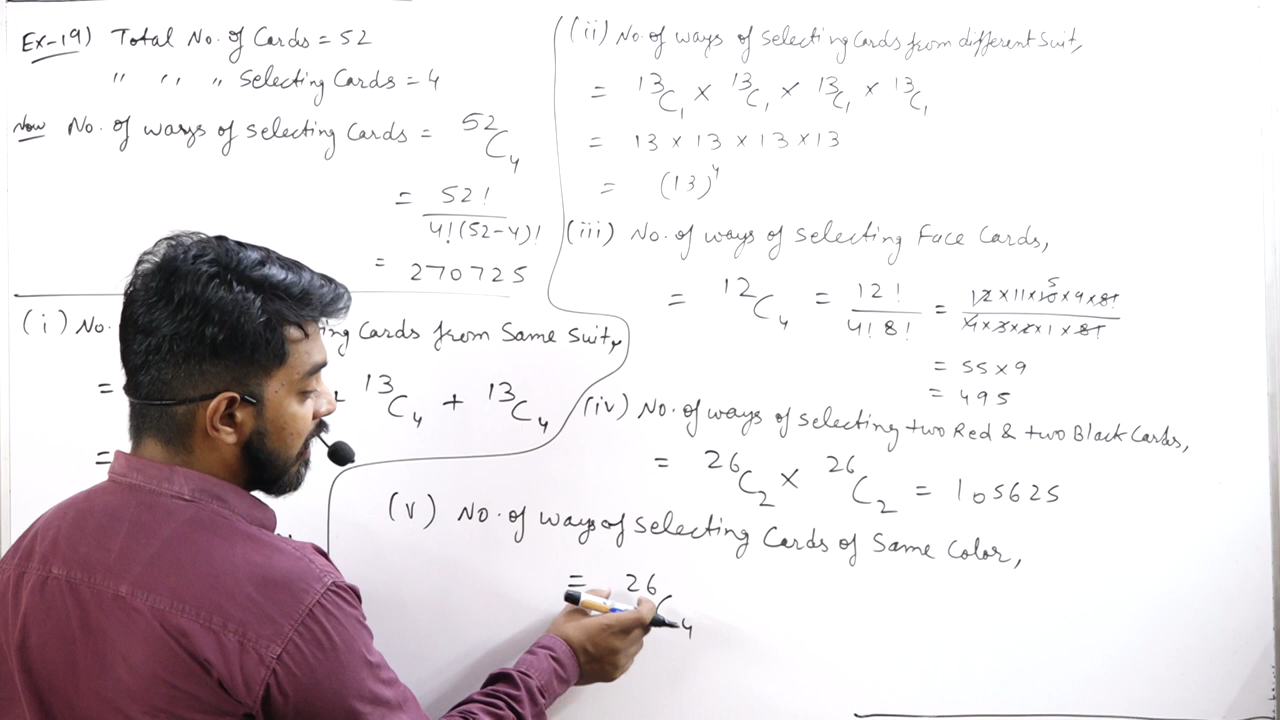 Ex-19) Total No. of Cards = 52
" " " Selecting Cards = 4
Now No. of ways of selecting Cards = 52C4
= 52! / 4!(52-4)!
= 270725
(i) No. ing Cards from Same Suit,
= 13C4 + 13C4
=
(ii) No. of ways of selecting Cards from different Suit,
= 13C1 × 13C1 × 13C1 × 13C1
= 13 × 13 × 13 × 13
= (13)^4
(iii) No. of ways of selecting Face Cards,
= 12C4 = 12! / 4! 8! = 12 × 11 × 10 5 × 9 × 8! / 4 × 3 × 2 × 1 × 8!
= 55 × 9
= 495
(iv) No. of ways of selecting two Red & two Black Cards,
= 26C2 × 26C2 = 105625
(v) No. of ways of selecting Cards of Same Color,
= 26C4